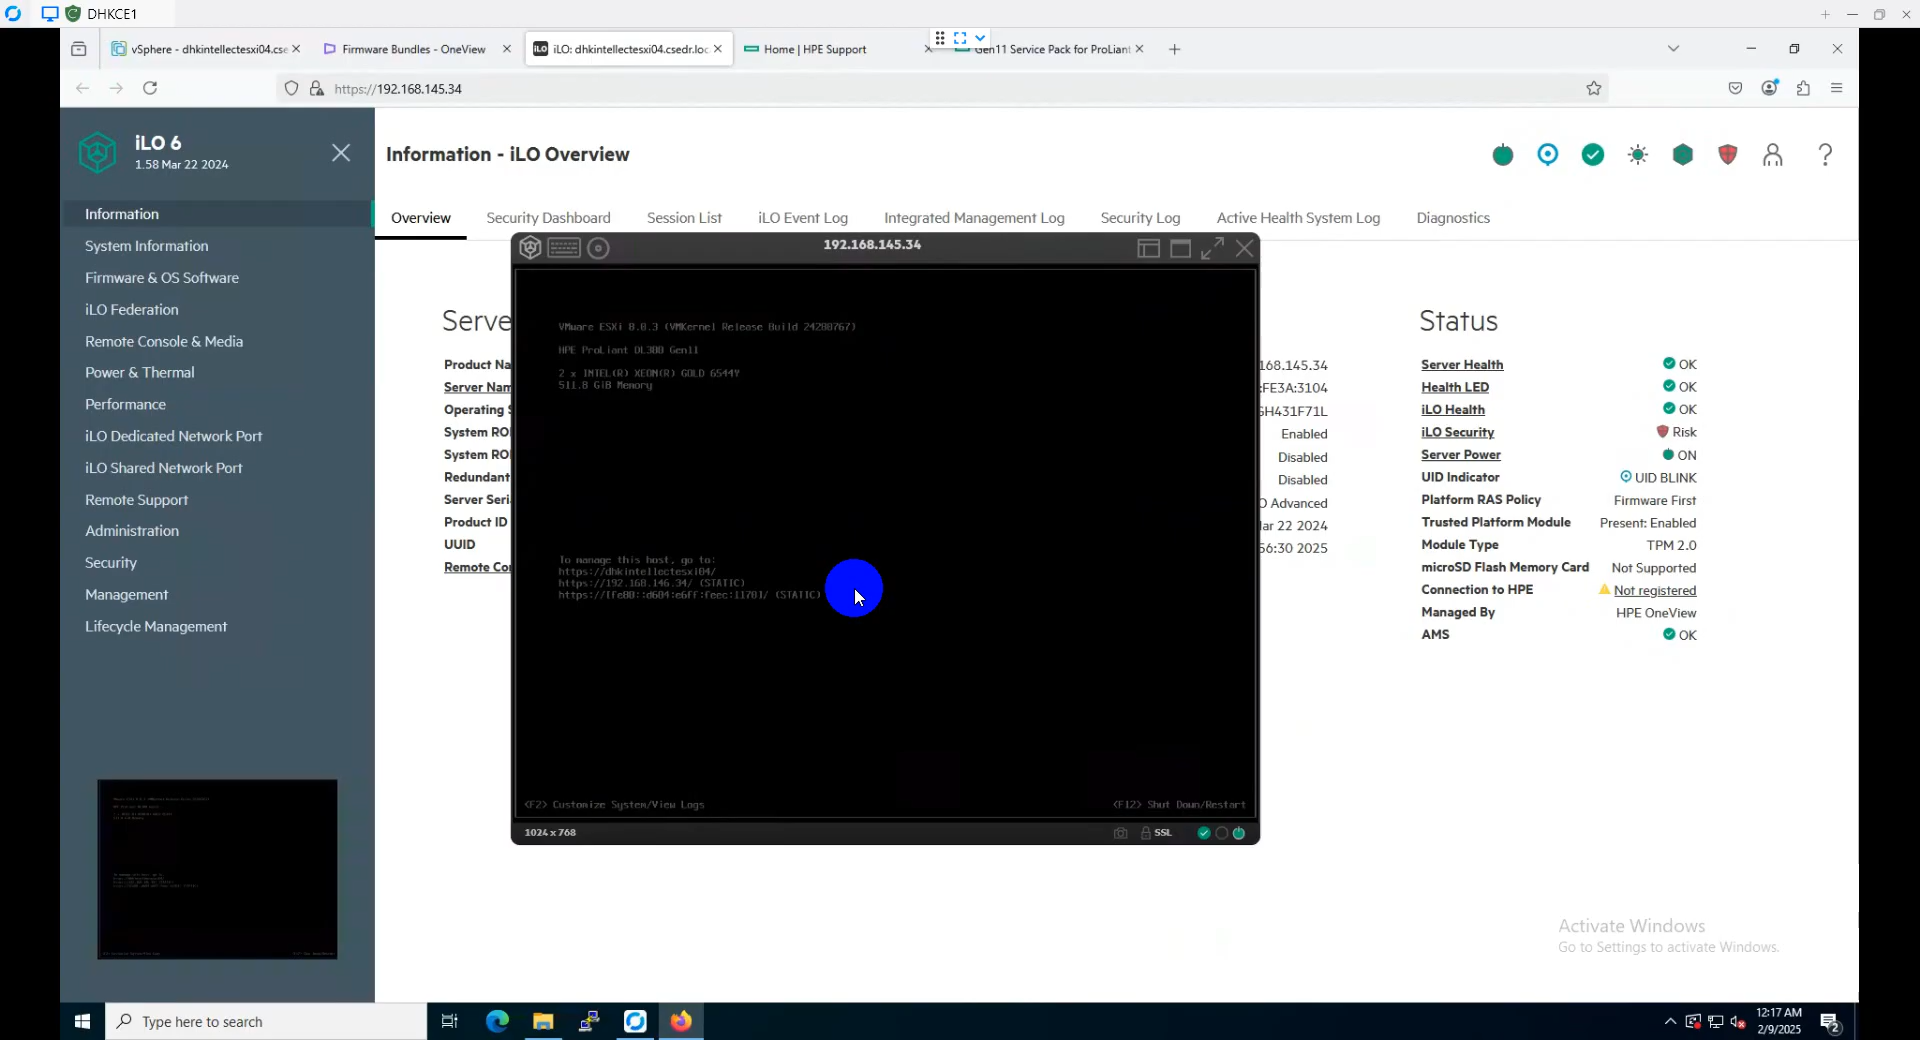 DHKCE1
vSphere - dhkintellectesxi04.cse
Firmware Bundles - OneView
iLO: dhkintellectesxi04.csedr.loc
Home | HPE Support
Gen11 Service Pack for ProLiant
https://192.168.145.34
iLO 6
1.58 Mar 22 2024
Information - iLO Overview
Information
System Information
Firmware & OS Software
iLO Federation
Remote Console & Media
Power & Thermal
Performance
iLO Dedicated Network Port
iLO Shared Network Port
Remote Support
Administration
Security
Management
Lifecycle Management
Overview
Security Dashboard
Session List
iLO Event Log
Integrated Management Log
Security Log
Active Health System Log
Diagnostics
Serve
Product Na
Server Nam
Operating S
System RO
System RO
Redundant
Server Seri
Product ID
UUID
Remote Co
192.168.145.34
VMware ESXi 8.0.3 (VMKernel Release Build 24280767)
HPE ProLiant DL380 Gen11
2 x INTEL(R) XEON(R) GOLD 6544Y
511.8 GiB Memory
To manage this host, go to:
https://dhkintellectesxi04/
https://192.168.146.34/ (STATIC)
https://[fe80::d604:e6ff:feec:1170]/ (STATIC)
<F2> Customize System/View Logs
<F12> Shut Down/Restart
1024 x 768
SSL
168.145.34
:FE3A:3104
GH431F71L
Enabled
Disabled
Disabled
O Advanced
ar 22 2024
56:30 2025
Status
Server Health OK
Health LED OK
iLO Health OK
iLO Security Risk
Server Power ON
UID Indicator UID BLINK
Platform RAS Policy Firmware First
Trusted Platform Module Present: Enabled
Module Type TPM 2.0
microSD Flash Memory Card Not Supported
Connection to HPE Not registered
Managed By HPE OneView
AMS OK
Activate Windows
Go to Settings to activate Windows.
Type here to search
12:17 AM
2/9/2025
2